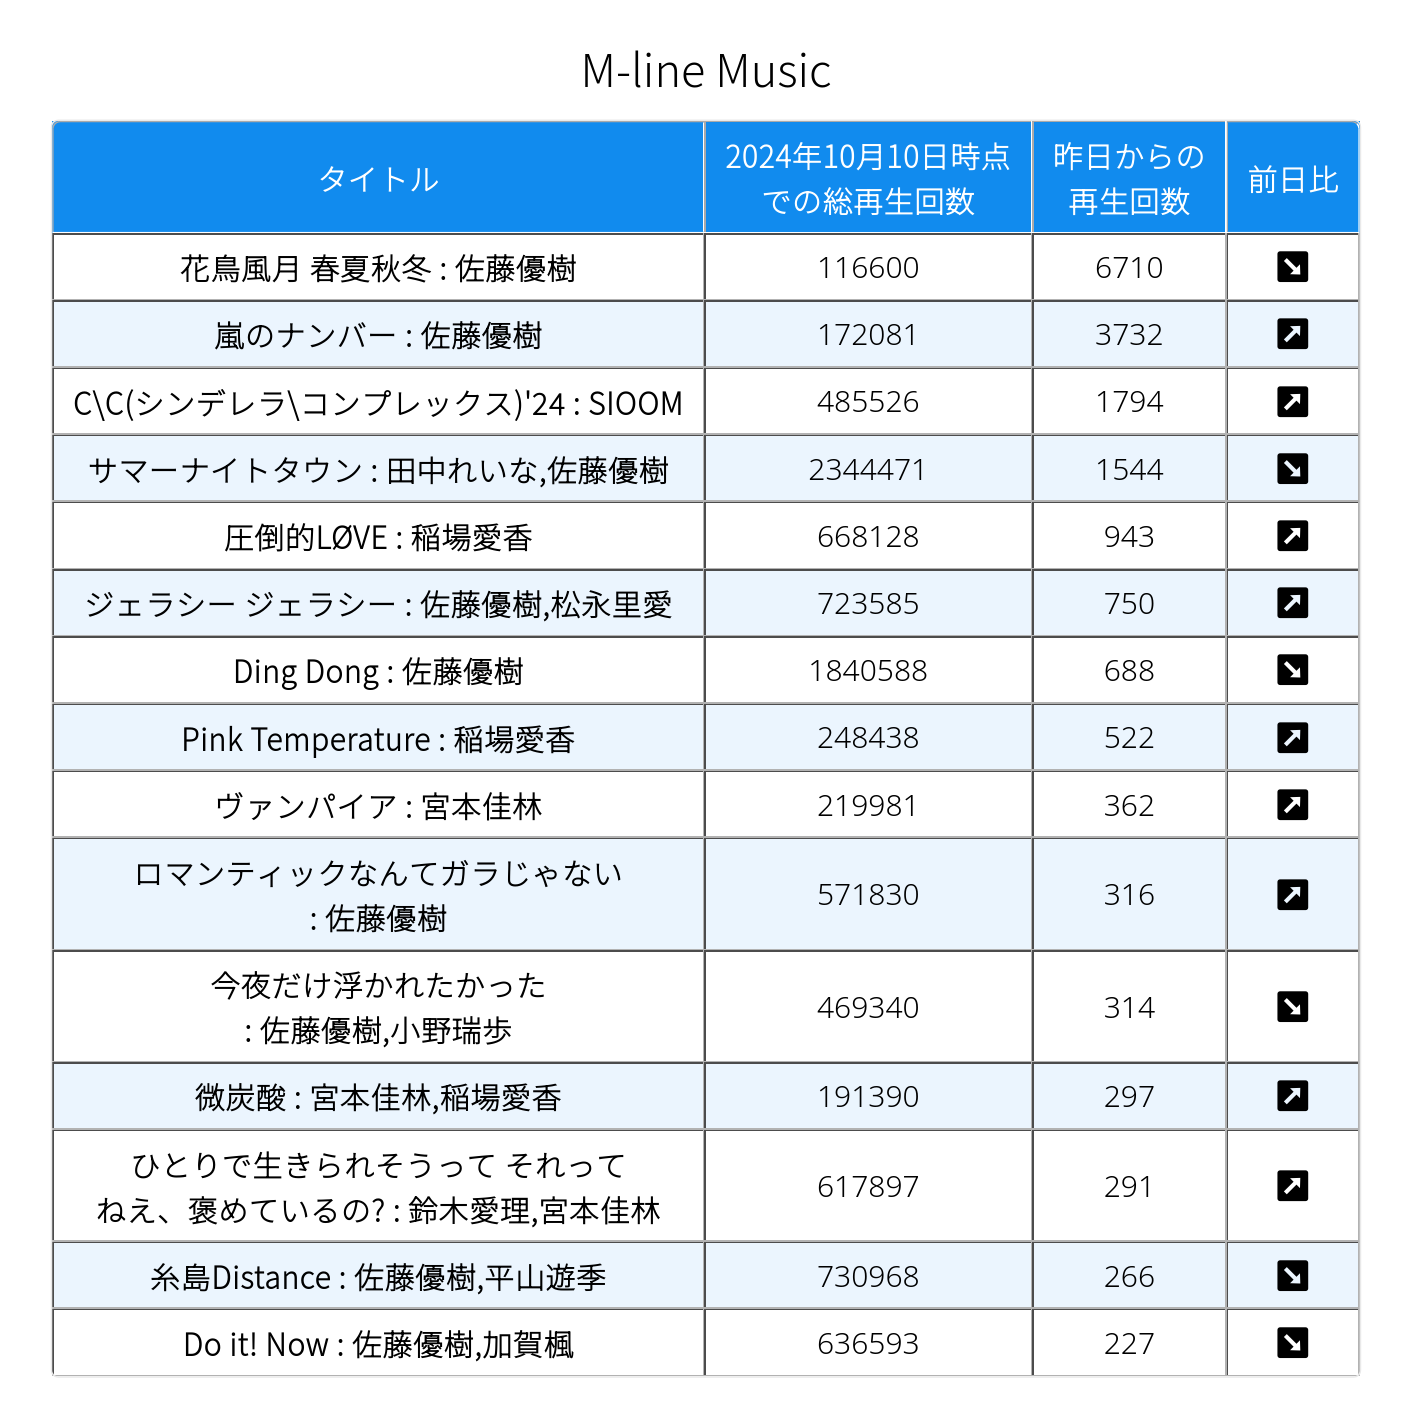 M-line Music
タイトル
2024年10月10日時点
での総再生回数
昨日からの
再生回数
前日比
花鳥風月 春夏秋冬 : 佐藤優樹 116600 6710
嵐のナンバー : 佐藤優樹 172081 3732
C\C(シンデレラ\コンプレックス)'24 : SIOOM 485526 1794
サマーナイトタウン : 田中れいな,佐藤優樹 2344471 1544
圧倒的LØVE : 稲場愛香 668128 943
ジェラシー ジェラシー : 佐藤優樹,松永里愛 723585 750
Ding Dong : 佐藤優樹 1840588 688
Pink Temperature : 稲場愛香 248438 522
ヴァンパイア : 宮本佳林 219981 362
ロマンティックなんてガラじゃない
: 佐藤優樹
571830 316
今夜だけ浮かれたかった
: 佐藤優樹,小野瑞歩
469340 314
微炭酸 : 宮本佳林,稲場愛香 191390 297
ひとりで生きられそうって それって
ねえ、褒めているの? : 鈴木愛理,宮本佳林
617897 291
糸島Distance : 佐藤優樹,平山遊季 730968 266
Do it! Now : 佐藤優樹,加賀楓 636593 227